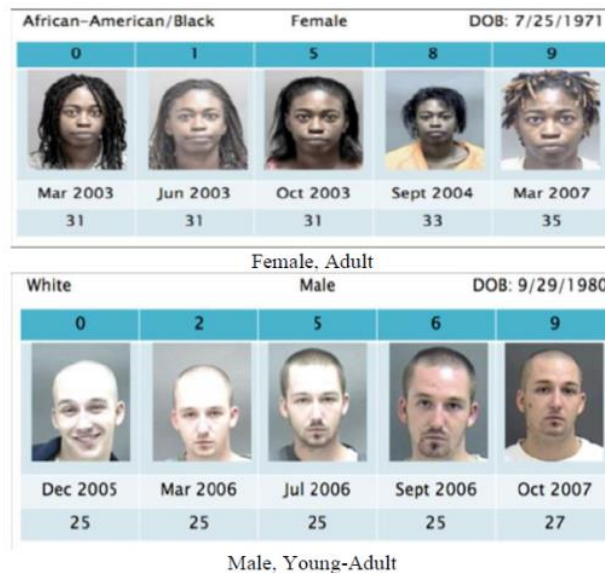 African-American/Black Female DOB: 7/25/1971
0 1 5 8 9
Mar 2003 Jun 2003 Oct 2003 Sept 2004 Mar 2007
31 31 31 33 35
Female, Adult
White Male DOB: 9/29/1980
0 2 5 6 9
Dec 2005 Mar 2006 Jul 2006 Sept 2006 Oct 2007
25 25 25 25 27
Male, Young-Adult